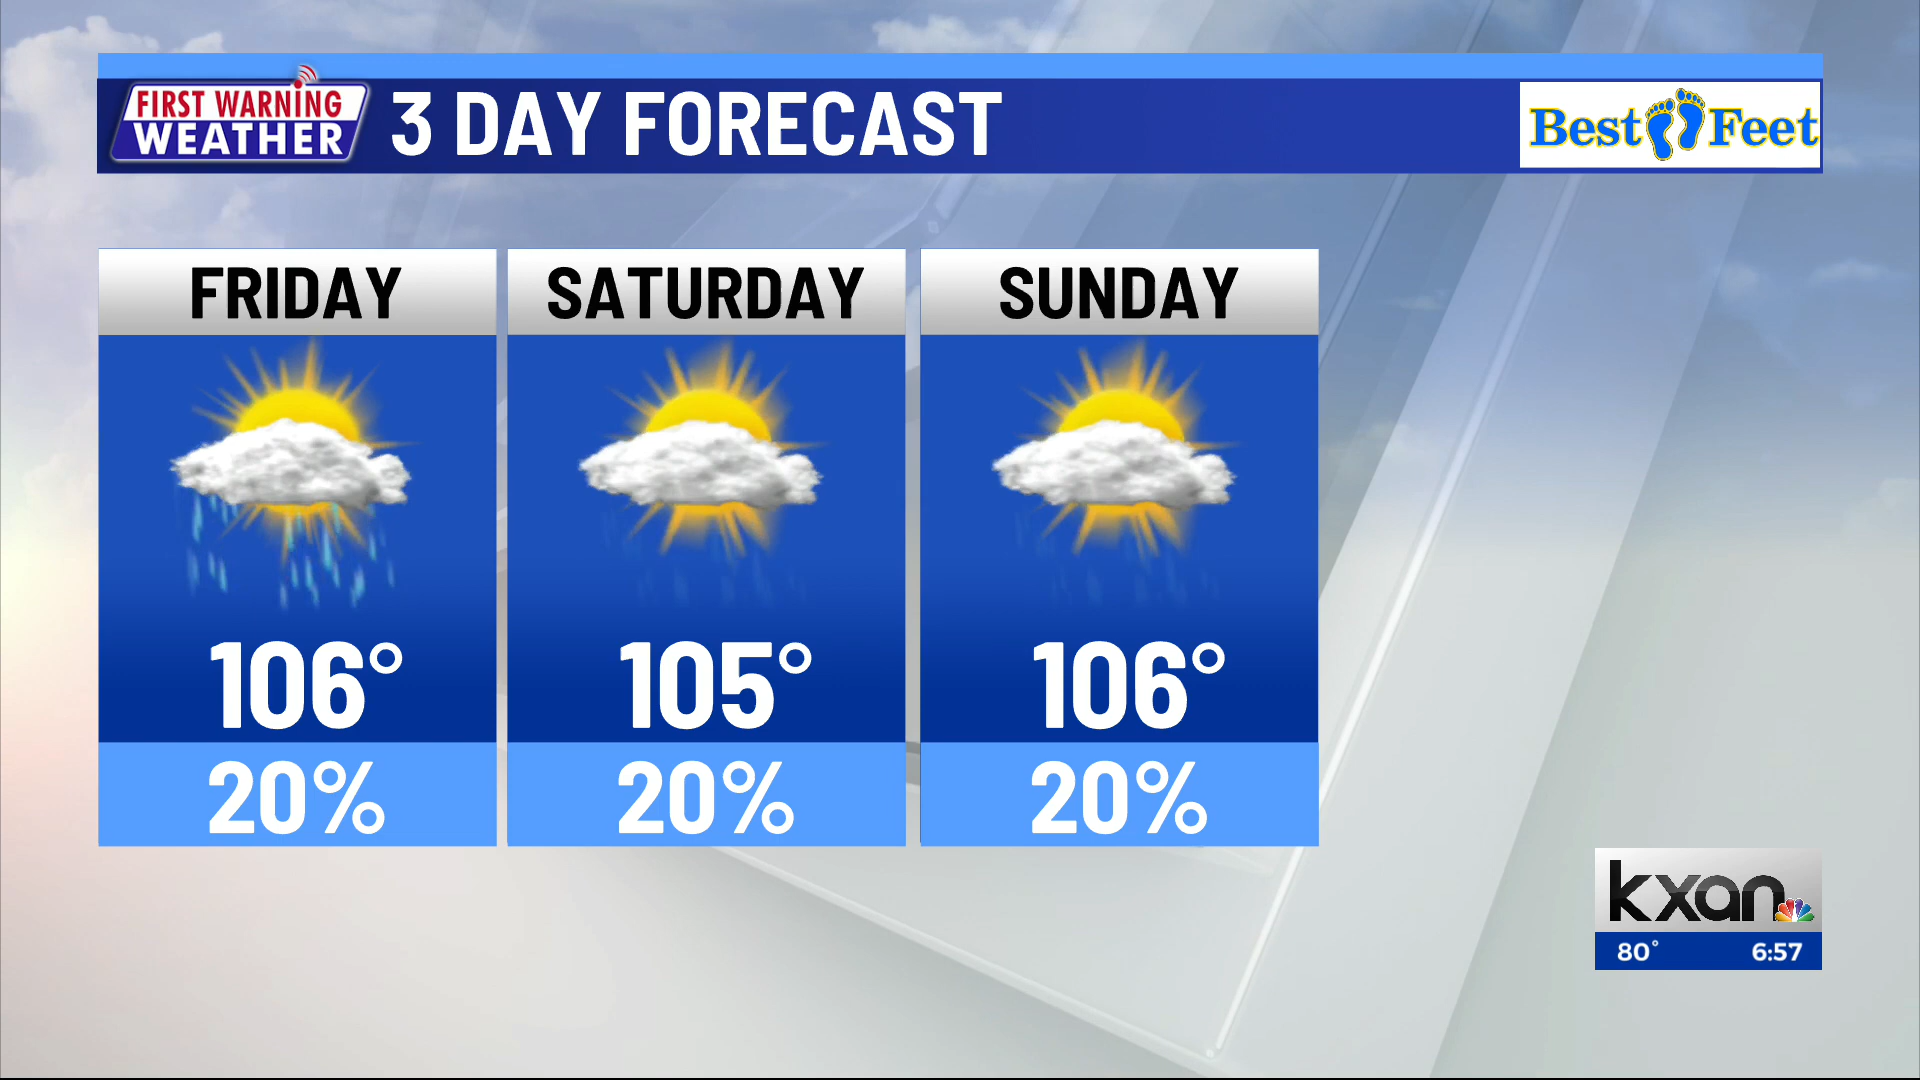 FIRST WARNING
WEATHER
3 DAY FORECAST
Best Feet
FRIDAY
SATURDAY
SUNDAY
106°
105°
106°
20%
20%
20%
kxan
80° 6:57